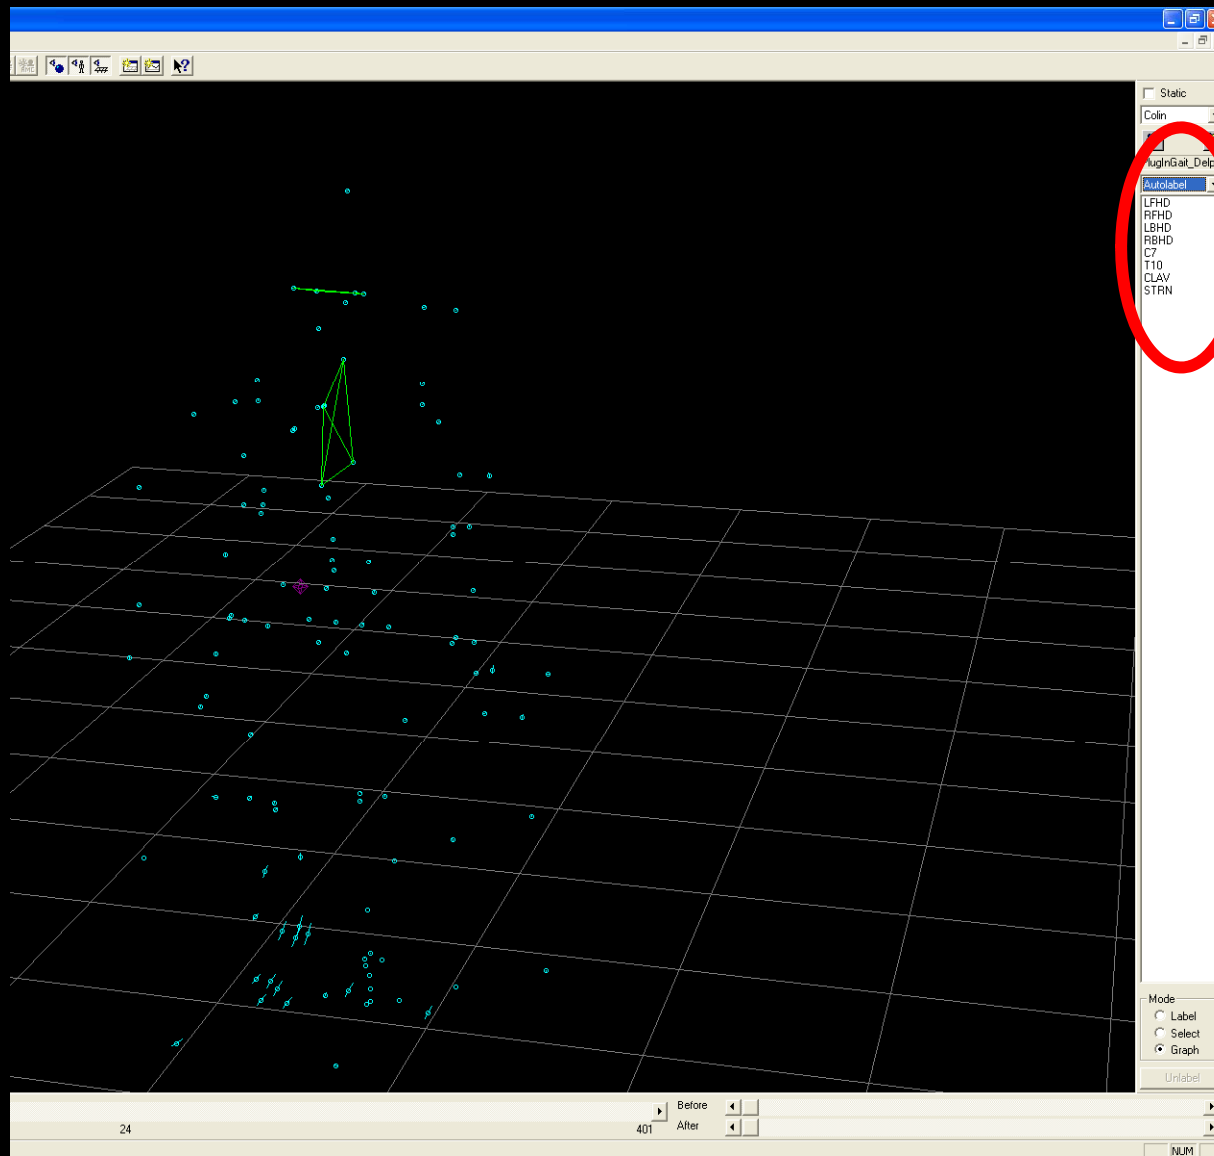 Static
Colin
lugInGait_Delp
Autolabel
LFHD
RFHD
LBHD
RBHD
C7
T10
CLAV
STRN
Mode
Label
Select
Graph
Unlabel
Before
24
401
After
NUM